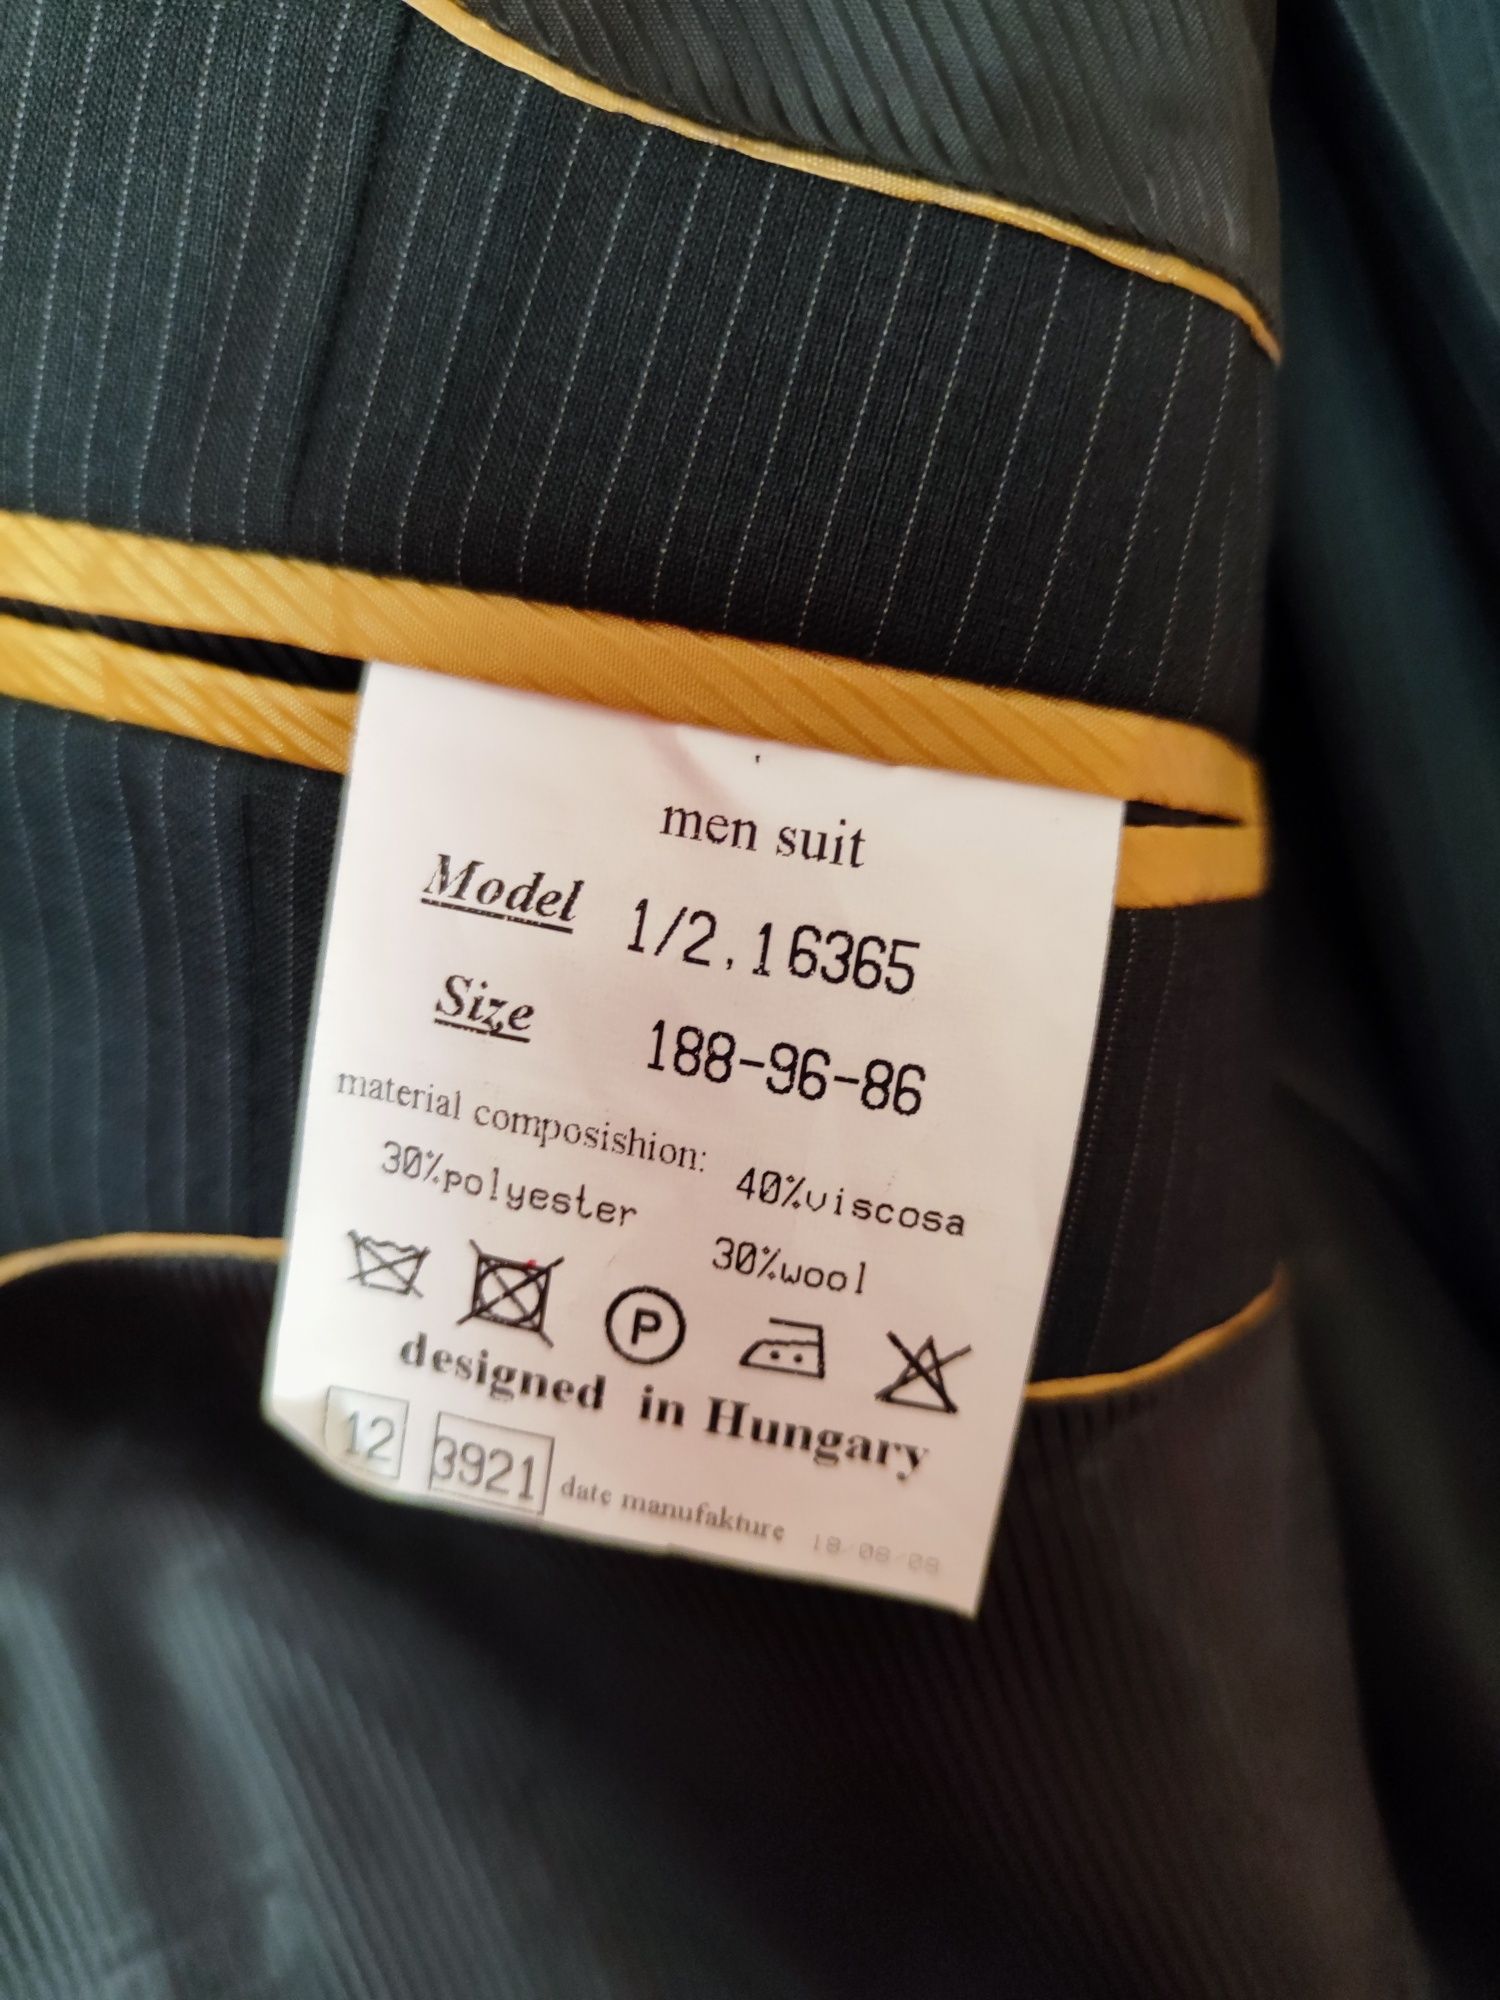 men suit
Model 1/2.16365
Size 188-96-86
material composishion: 40%viscosa
30%polyester 30%wool
P
designed in Hungary
12 3921 date manufakture 18/08/08